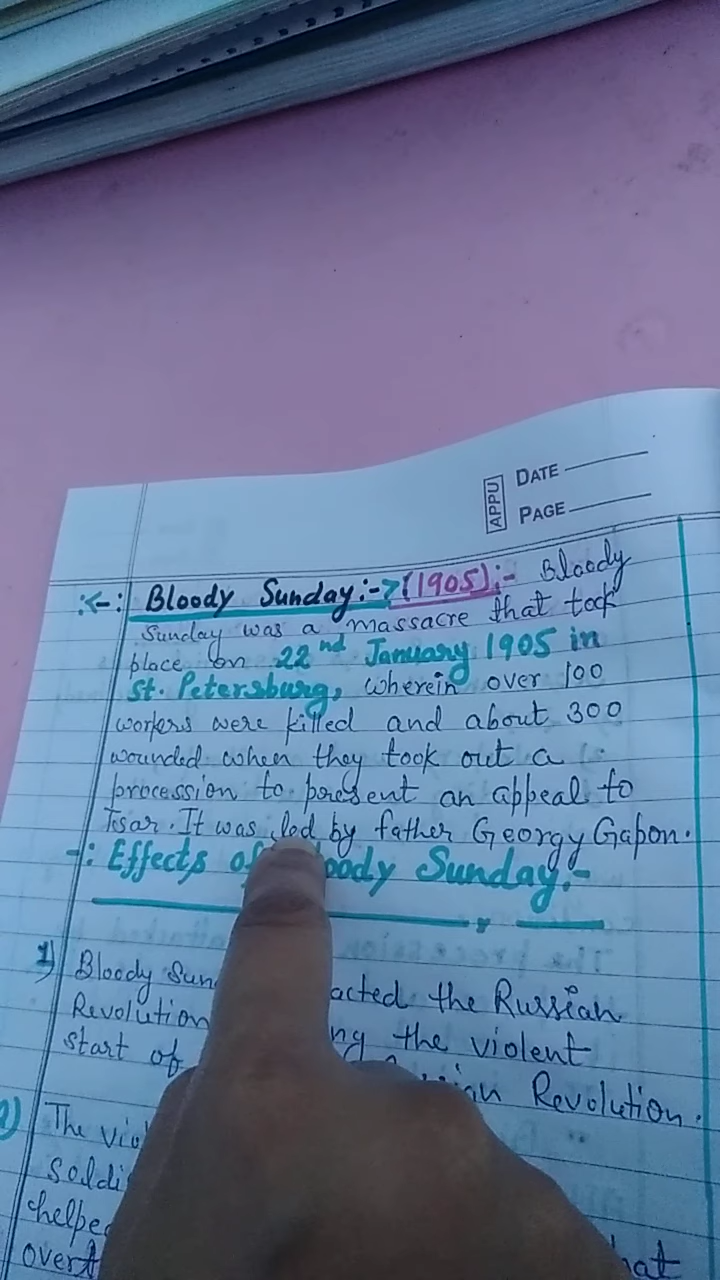 APPU
DATE
PAGE
:<-: Bloody Sunday:-> (1905):- Bloody
Sunday was a massacre that took
place on 22nd January 1905 in
St. Petersburg, wherein over 100
workers were killed and about 300
wounded when they took out a
procession to present an appeal to
Tsar. It was led by father Georgy Gapon.
-: Effects of Bloody Sunday:-
1) Bloody Sun acted the Russian
Revolution the violent
start of Revolution.
2) The
helped